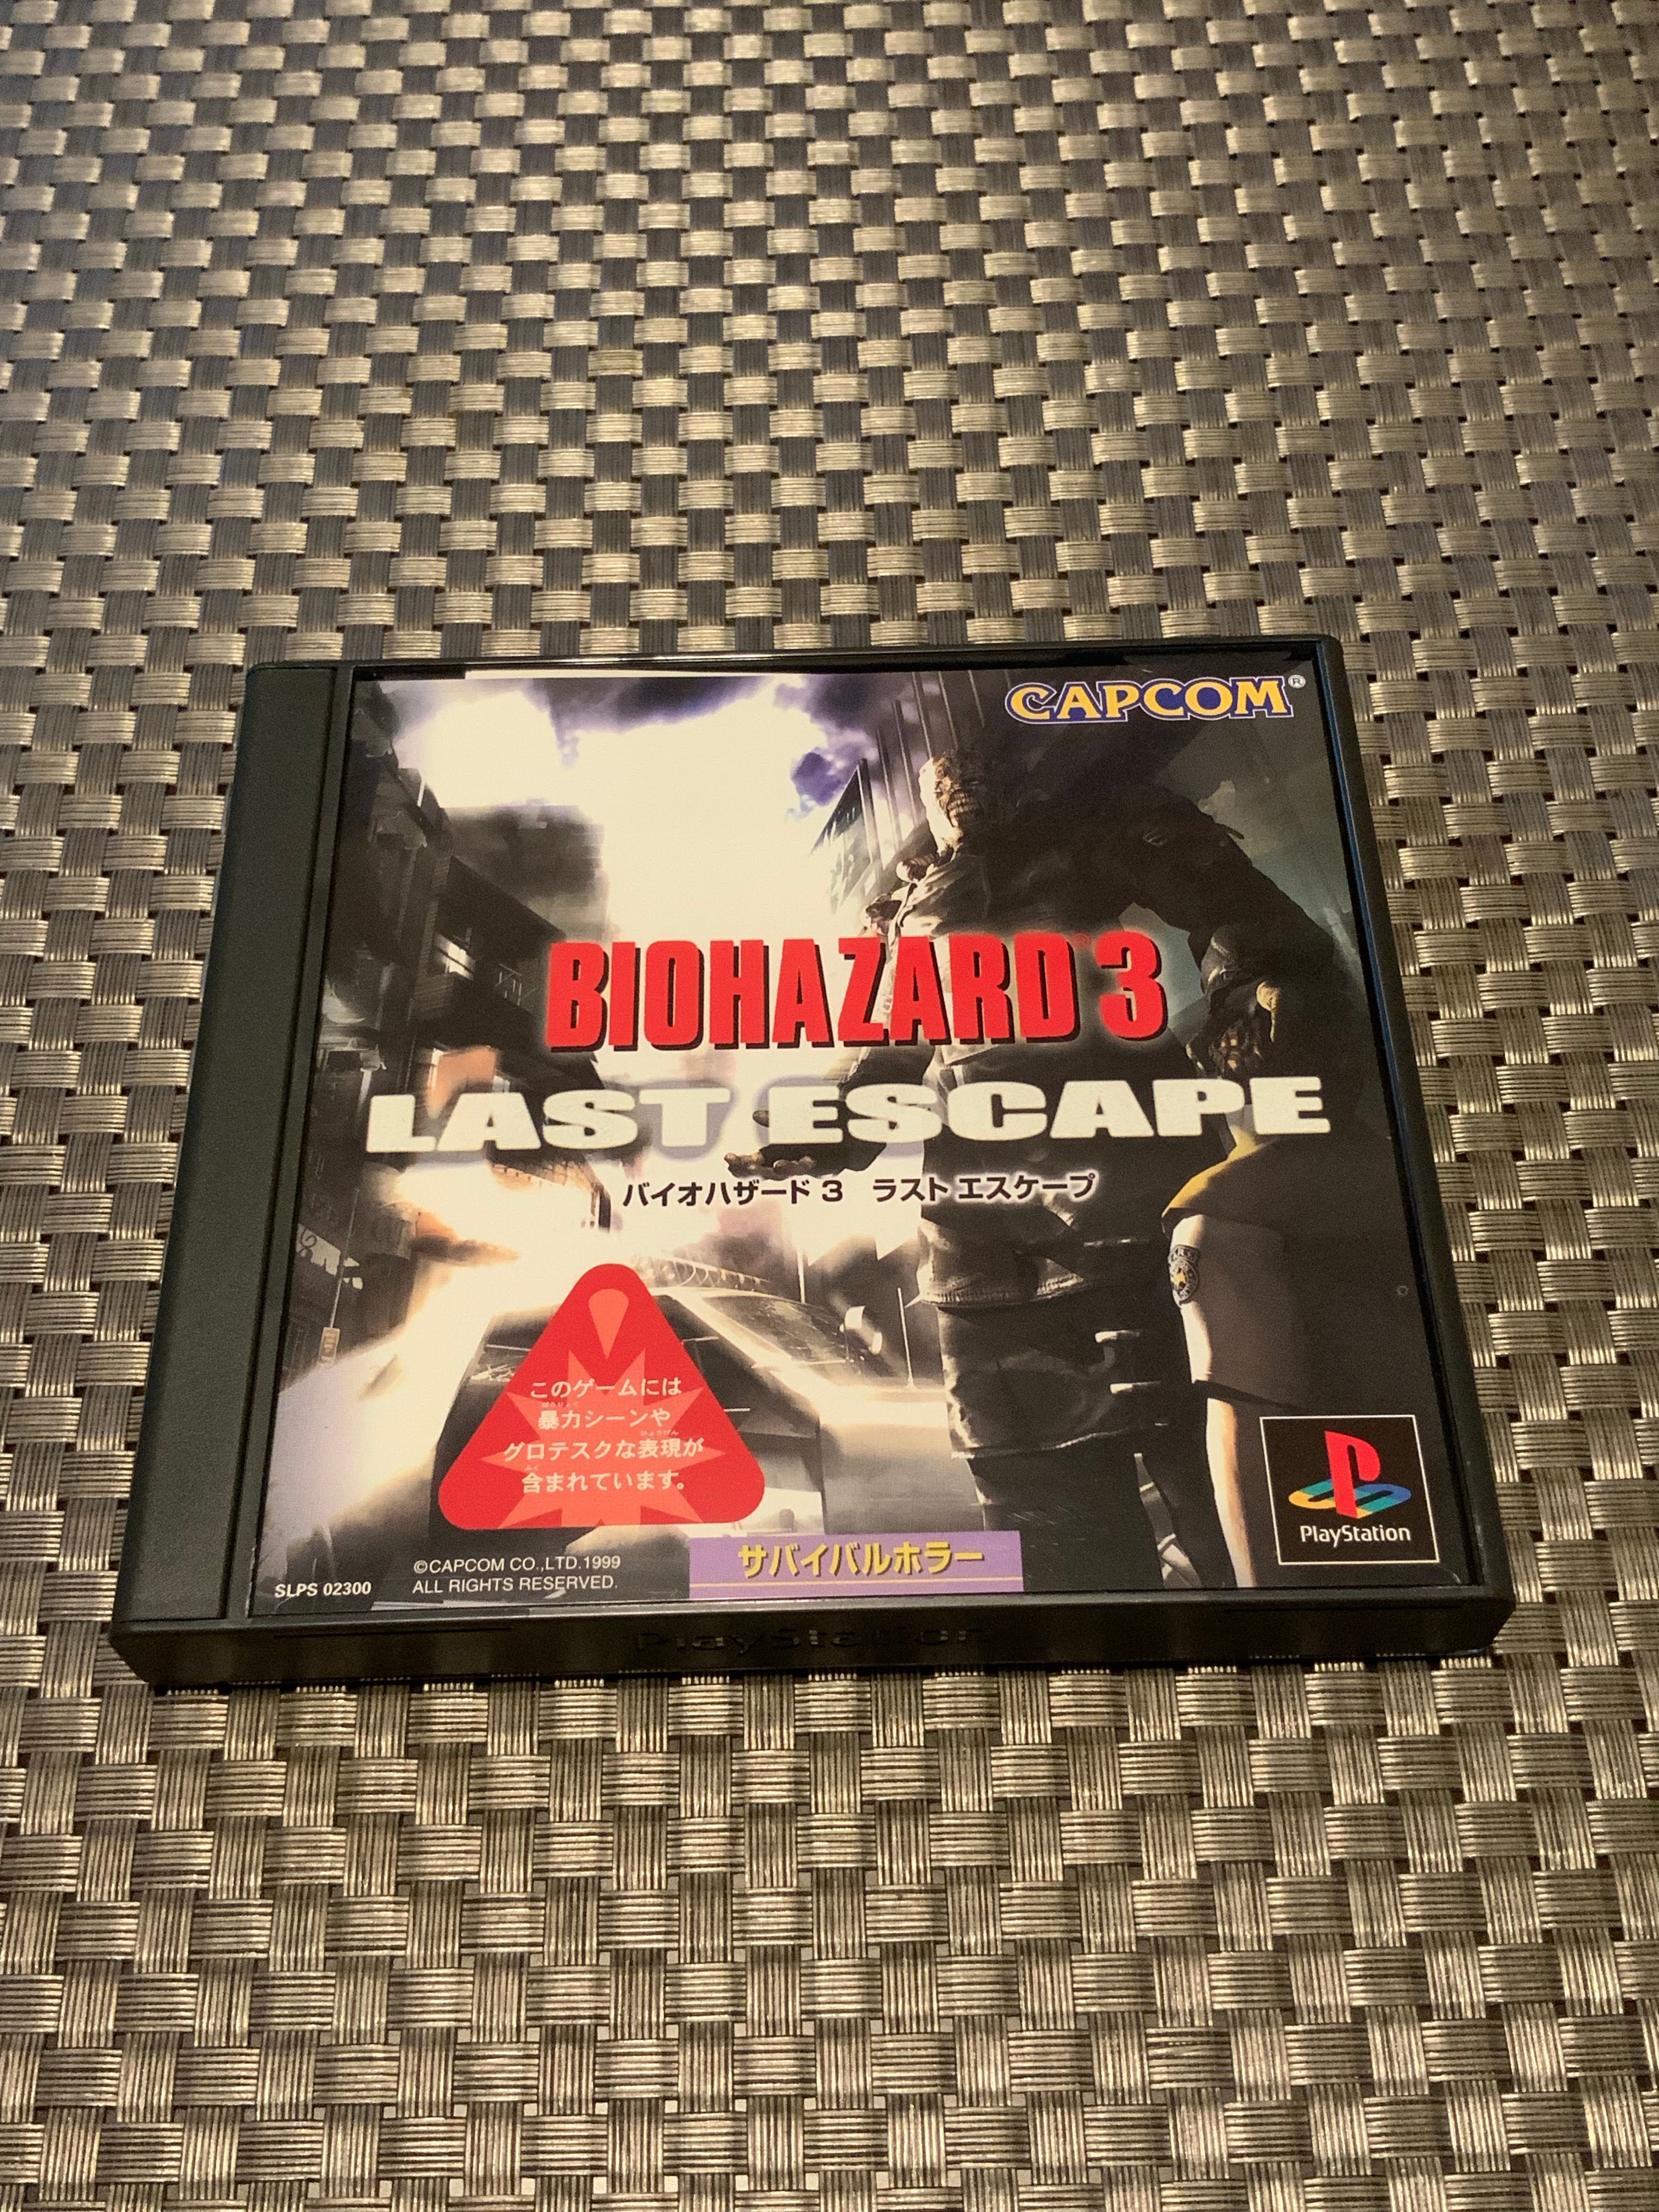 CAPCOM®
BIOHAZARD® 3
LAST ESCAPE
バイオハザード 3 ラスト エスケープ
このゲームには
暴力シーンや
グロテスクな表現が
含まれています。
サバイバルホラー
PlayStation
©CAPCOM CO.,LTD.1999
SLPS 02300
ALL RIGHTS RESERVED.
PlayStation